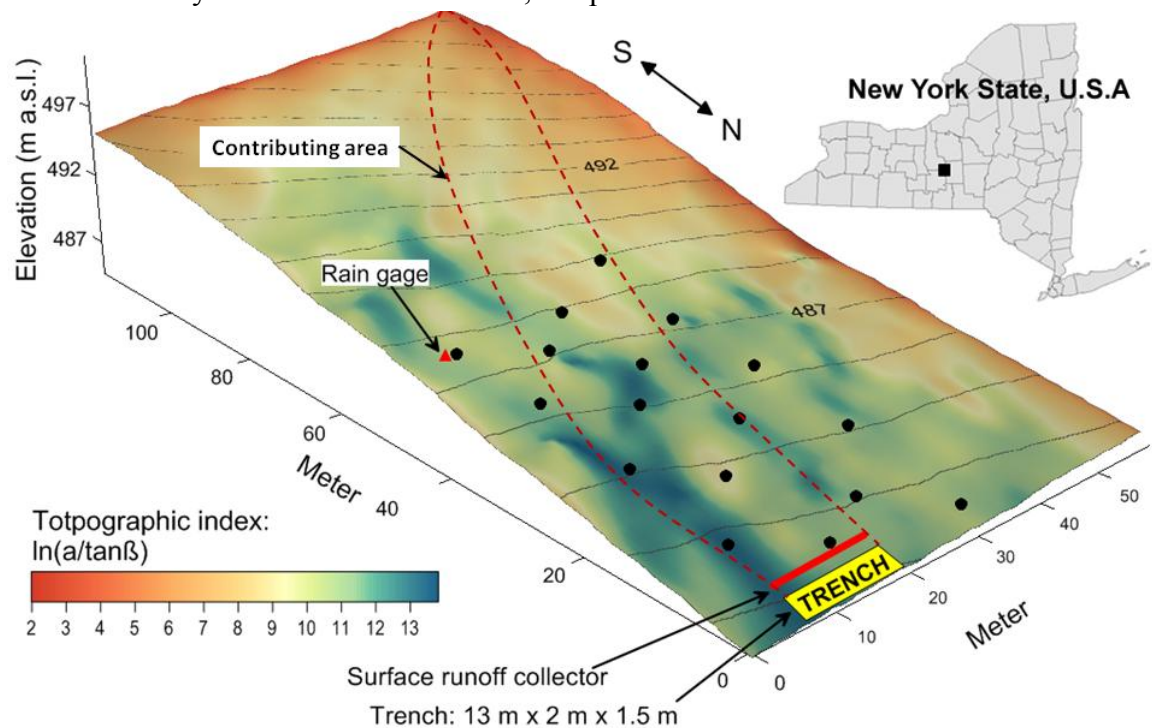 S
N
New York State, U.S.A
Elevation (m a.s.l.)
497
492
487
Contributing area
492
Rain gage
487
100
80
60
40
20
0
Meter
0
10
20
30
40
50
Meter
TRENCH
Totpographic index:
ln(a/tanß)
2 3 4 5 6 7 8 9 10 11 12 13
Surface runoff collector
Trench: 13 m x 2 m x 1.5 m